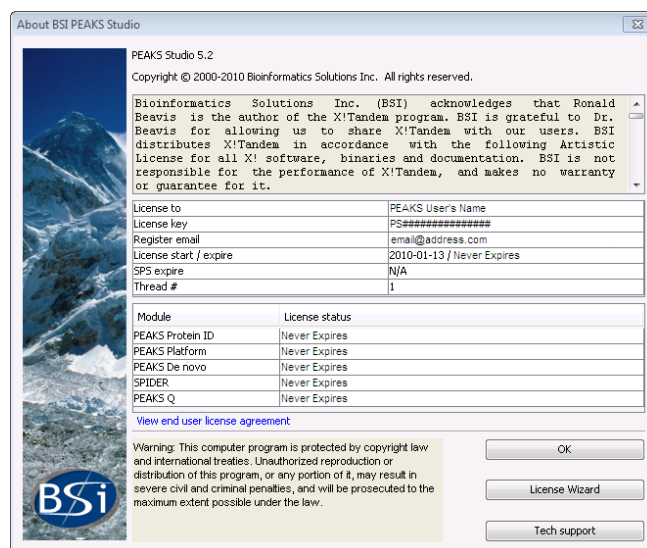 About BSI PEAKS Studio
PEAKS Studio 5.2
Copyright © 2000-2010 Bioinformatics Solutions Inc. All rights reserved.
Bioinformatics Solutions Inc. (BSI) acknowledges that Ronald
Beavis is the author of the X!Tandem program. BSI is grateful to Dr.
Beavis for allowing us to share X!Tandem with our users. BSI
distributes X!Tandem in accordance with the following Artistic
License for all X! software, binaries and documentation. BSI is not
responsible for the performance of X!Tandem, and makes no warranty
or guarantee for it.
License to PEAKS User's Name
License key PS###############
Register email email@address.com
License start / expire 2010-01-13 / Never Expires
SPS expire N/A
Thread # 1
Module License status
PEAKS Protein ID Never Expires
PEAKS Platform Never Expires
PEAKS De novo Never Expires
SPIDER Never Expires
PEAKS Q Never Expires
View end user license agreement
Warning: This computer program is protected by copyright law
and international treaties. Unauthorized reproduction or
distribution of this program, or any portion of it, may result in
severe civil and criminal penalties, and will be prosecuted to the
maximum extent possible under the law.
OK
License Wizard
Tech support
BSi